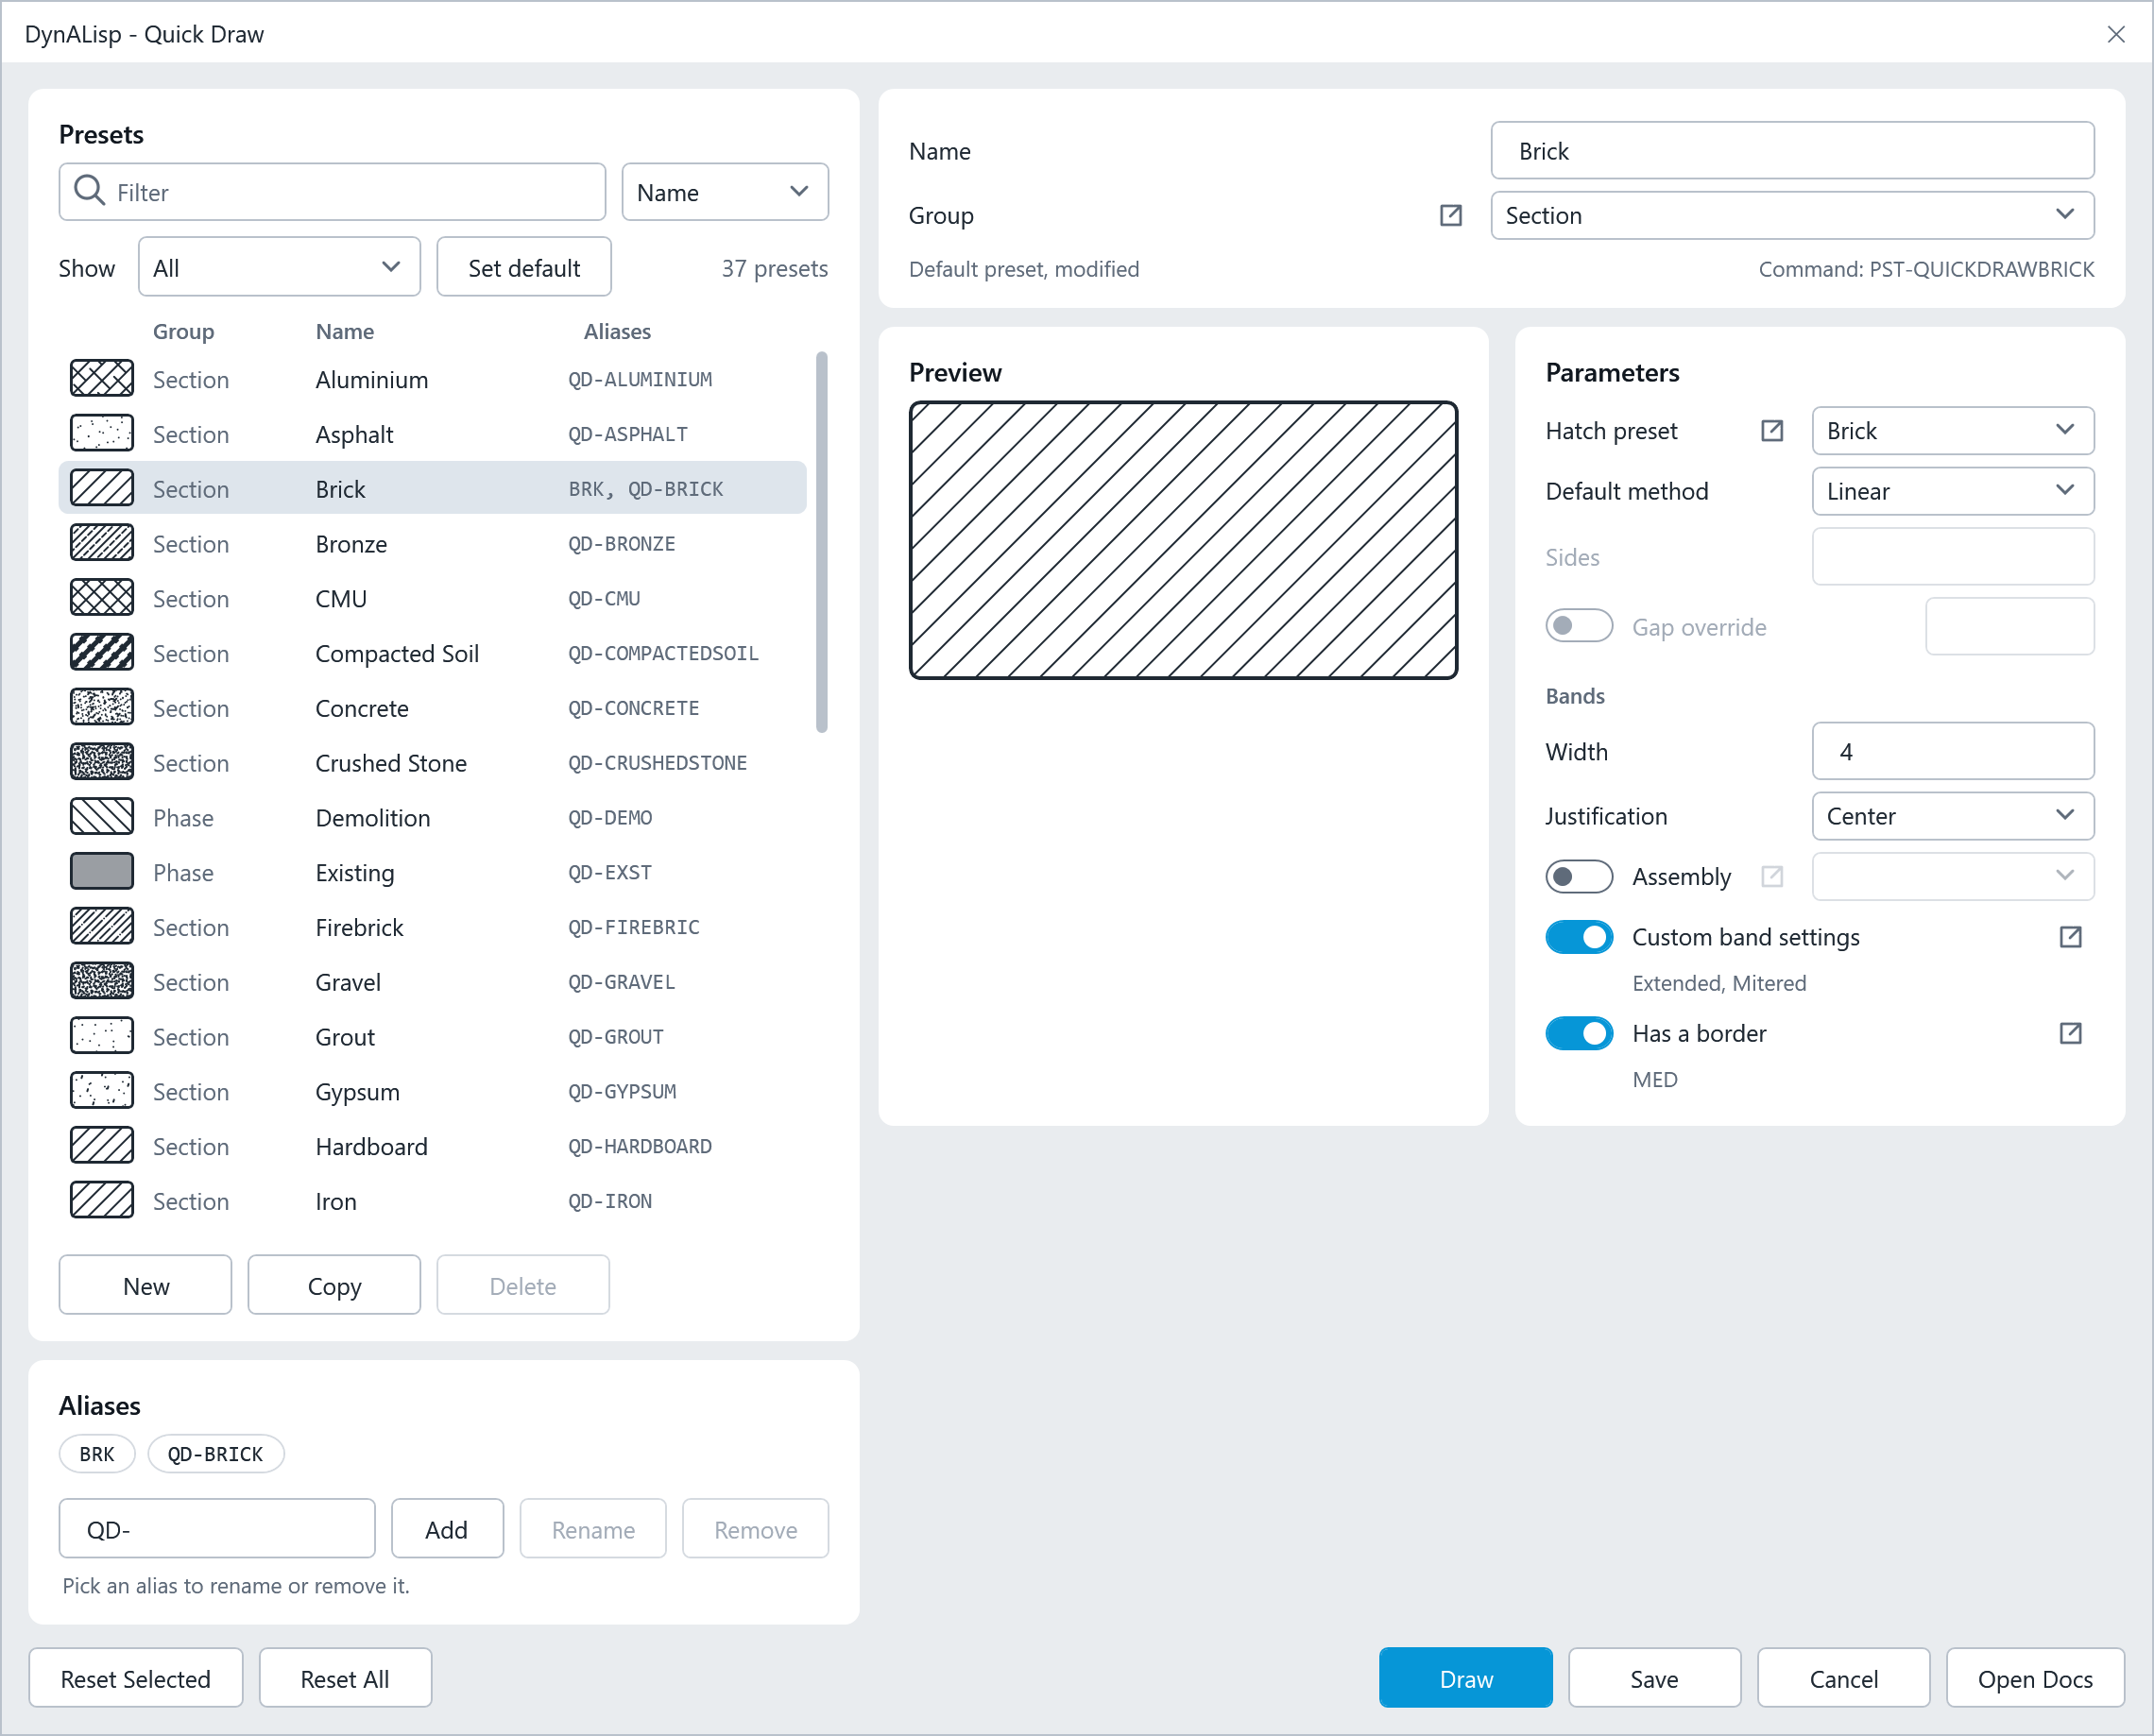 DynALisp - Quick Draw
Presets
Filter
Name
Show
All
Set default
37 presets
Group Name Aliases
Section Aluminium QD-ALUMINIUM
Section Asphalt QD-ASPHALT
Section Brick BRK, QD-BRICK
Section Bronze QD-BRONZE
Section CMU QD-CMU
Section Compacted Soil QD-COMPACTEDSOIL
Section Concrete QD-CONCRETE
Section Crushed Stone QD-CRUSHEDSTONE
Phase Demolition QD-DEMO
Phase Existing QD-EXST
Section Firebrick QD-FIREBRIC
Section Gravel QD-GRAVEL
Section Grout QD-GROUT
Section Gypsum QD-GYPSUM
Section Hardboard QD-HARDBOARD
Section Iron QD-IRON
New Copy Delete
Aliases
BRK QD-BRICK
QD- Add Rename Remove
Pick an alias to rename or remove it.
Name Brick
Group Section
Default preset, modified Command: PST-QUICKDRAWBRICK
Preview
Parameters
Hatch preset Brick
Default method Linear
Sides
Gap override
Bands
Width 4
Justification Center
Assembly
Custom band settings
Extended, Mitered
Has a border
MED
Reset Selected Reset All Draw Save Cancel Open Docs